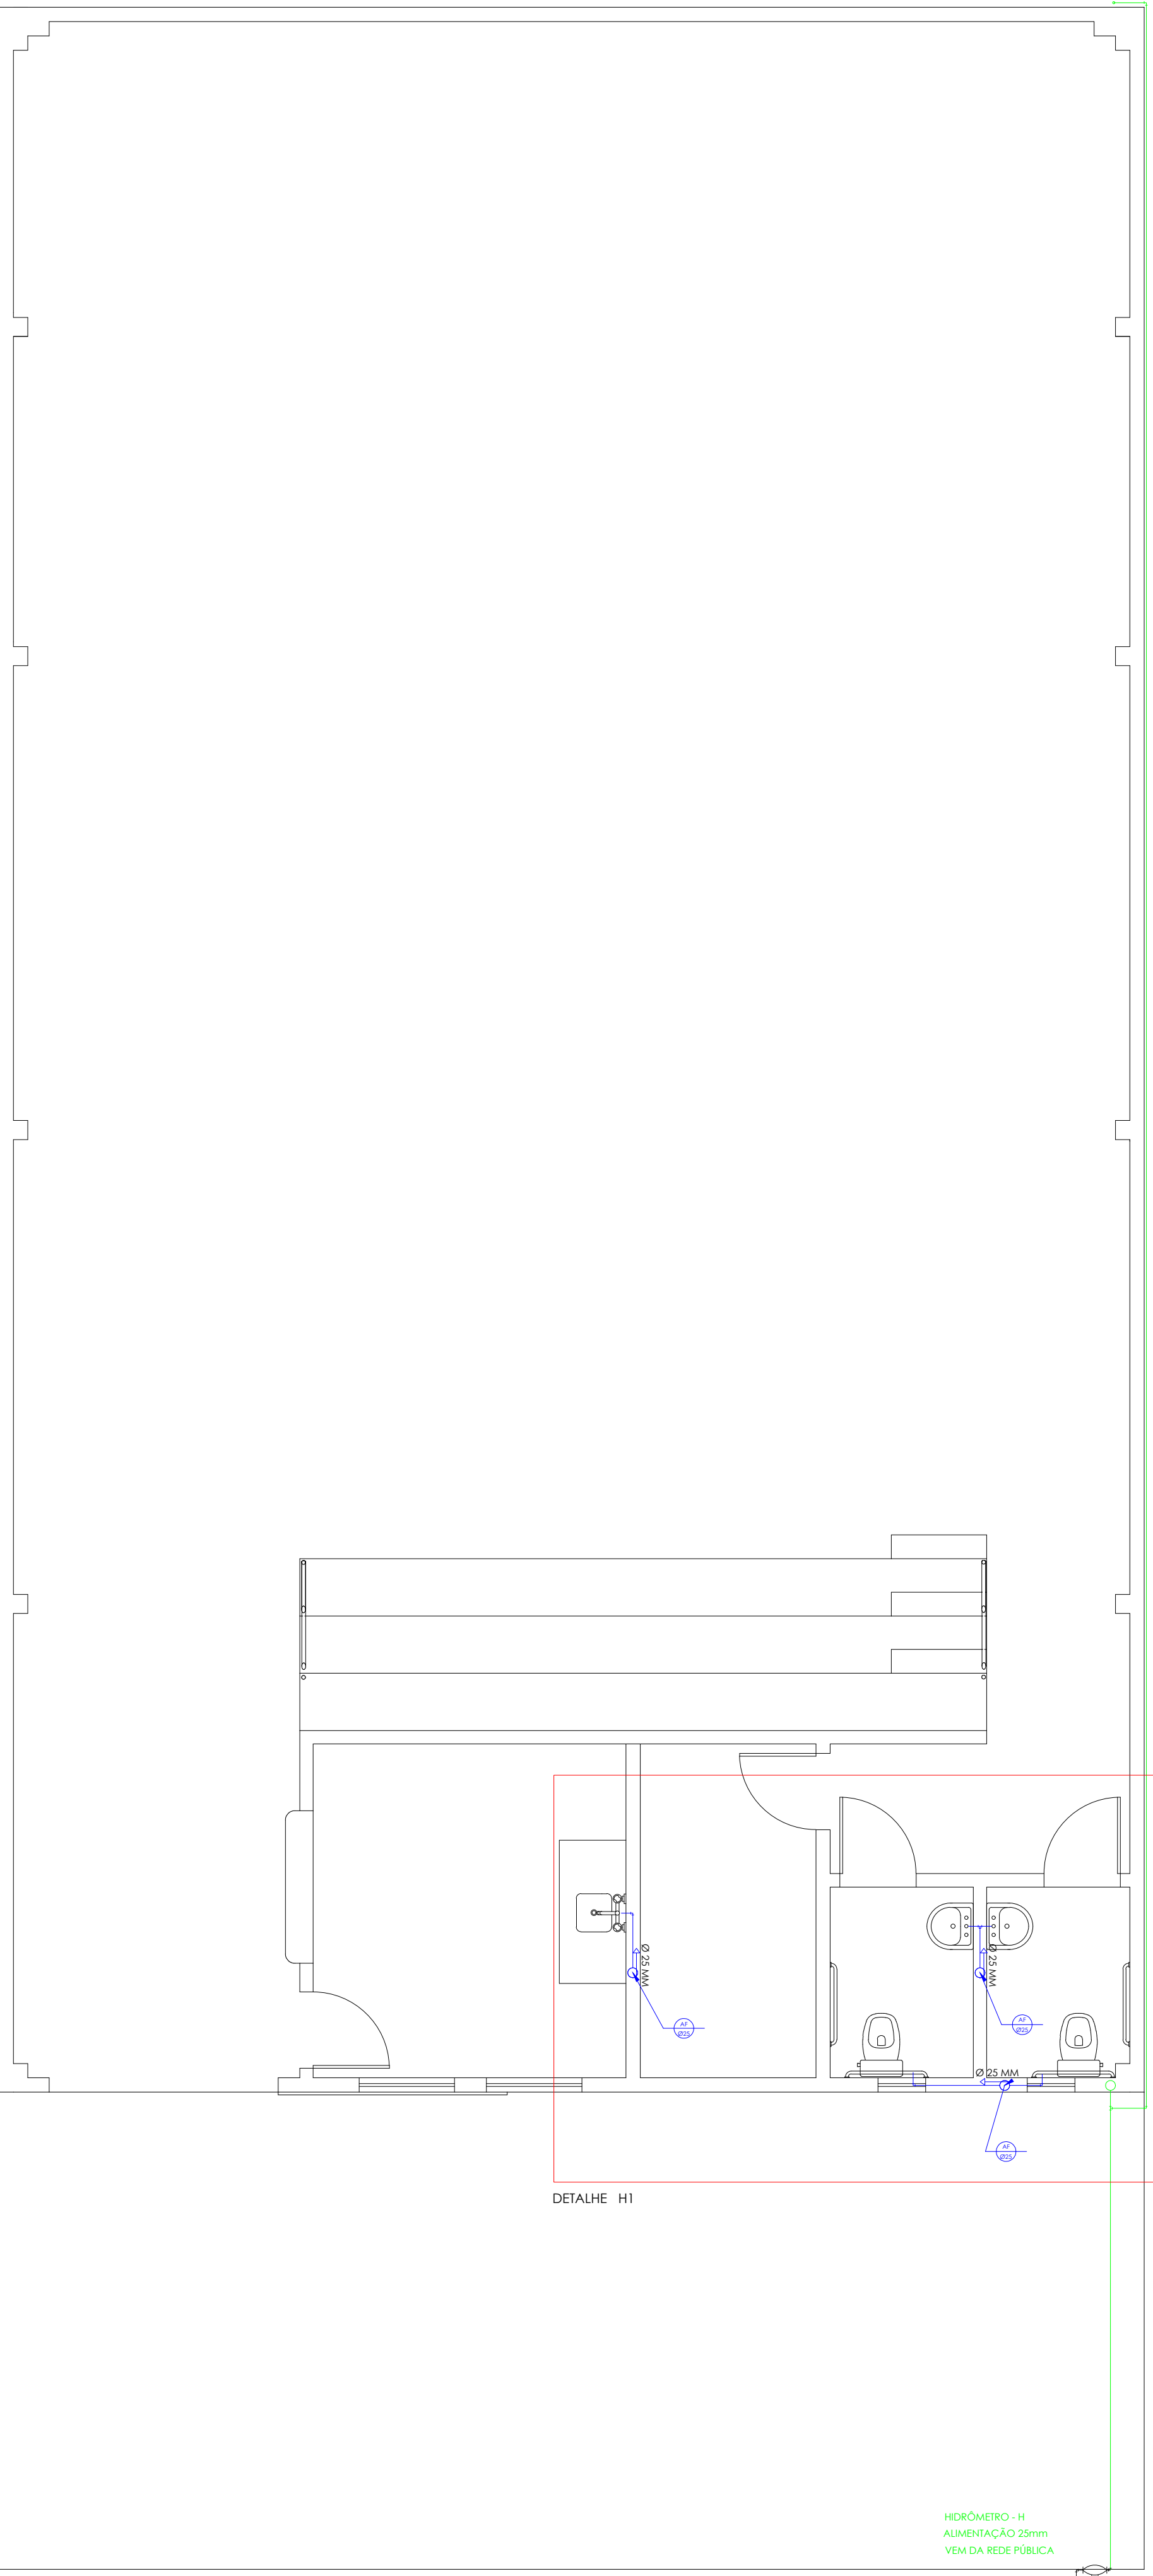 Ø 25 MM
AF
Ø25
Ø 25 MM
AF
Ø25
Ø 25 MM
AF
Ø25
DETALHE H1
HIDRÔMETRO - H
ALIMENTAÇÃO 25mm
VEM DA REDE PÚBLICA